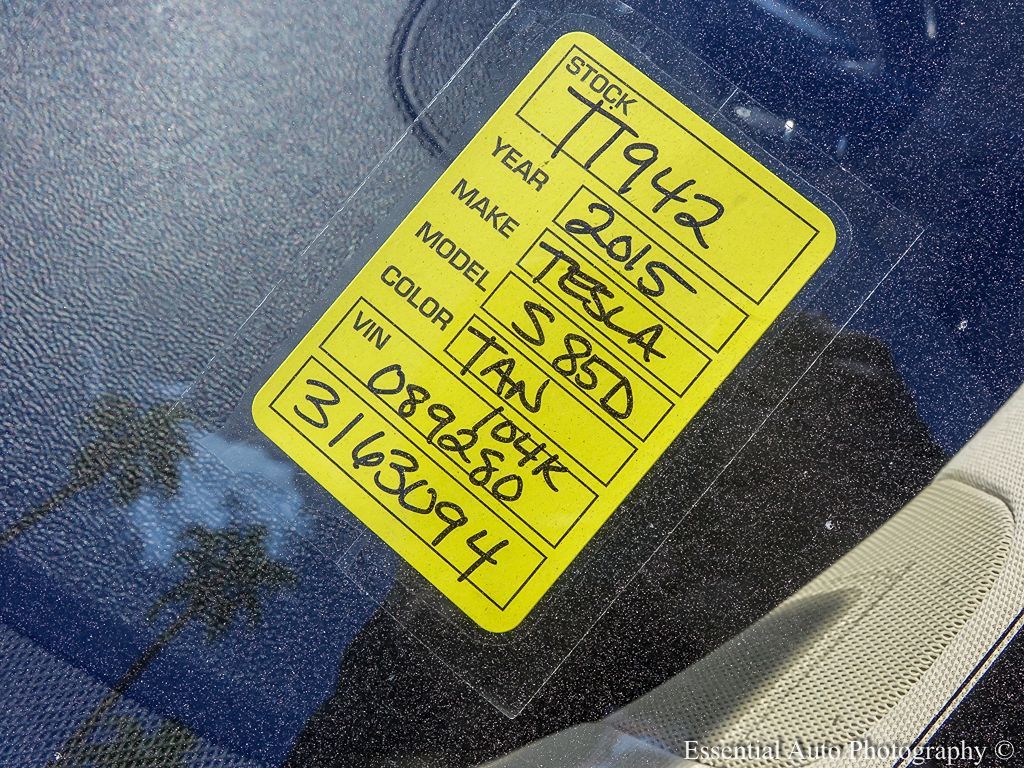 STOCK
TT942
YEAR 2015
MAKE TESLA
MODEL S 85D
COLOR TAN /104K
VIN 089280
3163094
Essential Auto Photography ©